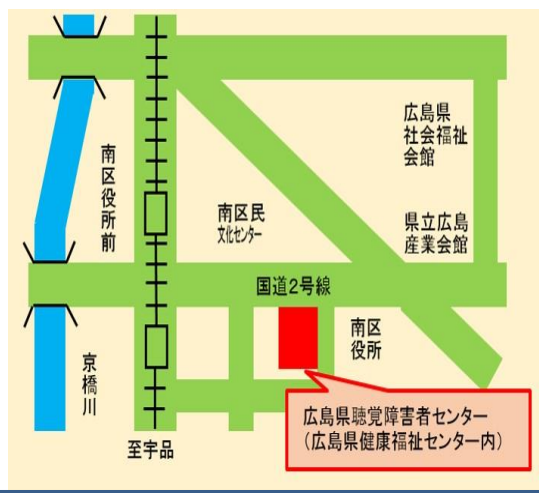 広島県
社会福祉
会館
南区役所前
南区民
文化センター
県立広島
産業会館
国道2号線
南区
役所
京橋川
広島県聴覚障害者センター
(広島県健康福祉センター内)
至宇品